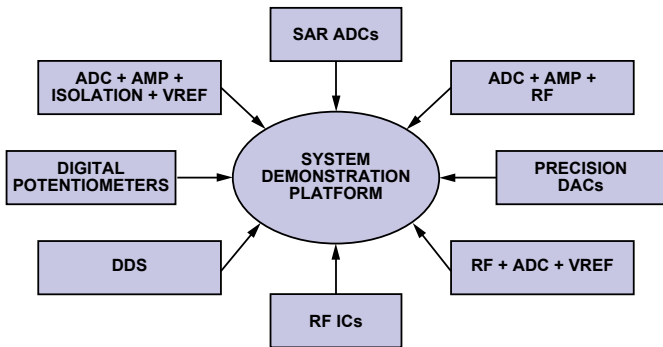 SAR ADCs
ADC + AMP +
ISOLATION + VREF
ADC + AMP +
RF
DIGITAL
POTENTIOMETERS
SYSTEM
DEMONSTRATION
PLATFORM
PRECISION
DACs
DDS
RF + ADC + VREF
RF ICs